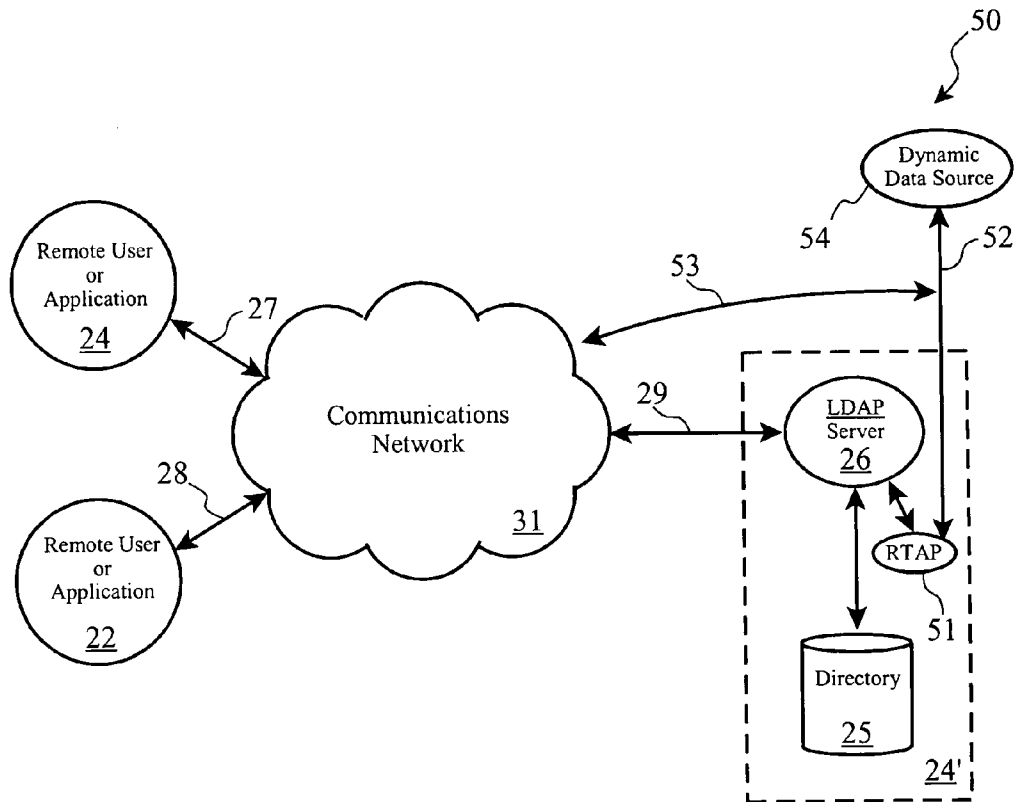 50
Dynamic
Data Source
54
52
53
Remote User
or
Application
24
27
Communications
Network
31
29
LDAP
Server
26
28
Remote User
or
Application
22
RTAP
51
Directory
25
24'